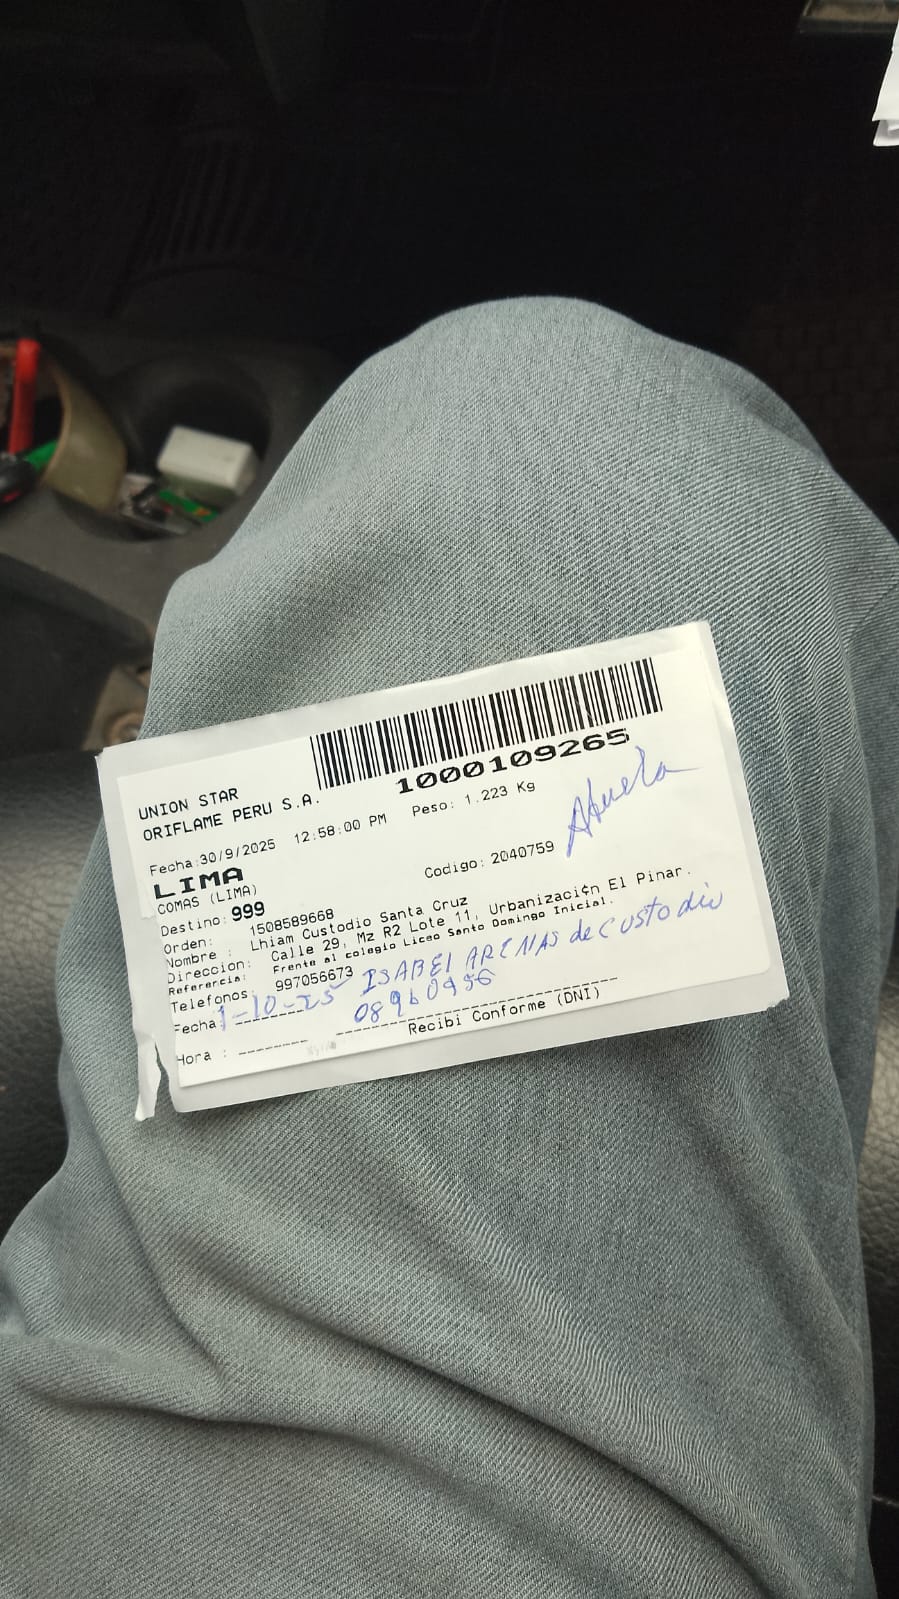 1000109265
UNION STAR
ORIFLAME PERU S.A.
Fecha:30/9/2025 12:58:00 PM Peso: 1.223 Kg
Abuela
LIMA
COMAS (LIMA)
Codigo: 2040759
Destino: 999
Orden: 1508589668
Nombre : Lhiam Custodio Santa Cruz
Direccion: Calle 29, Mz R2 Lote 11, Urbanizaci¢n El Pinar.
Referencia: Frente al colegio Liceo Santo Domingo Inicial.
Telefonos: 997056673
ISABEL ARENAS de Custodio
Fecha: 1-10-25
08960956
Recibi Conforme (DNI)
Hora :